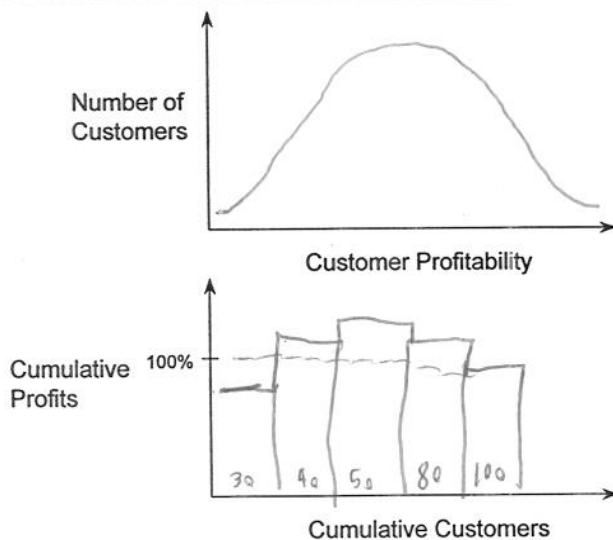 Number of
Customers
Customer Profitability
100%
Cumulative
Profits
30 40 50 80 100
Cumulative Customers